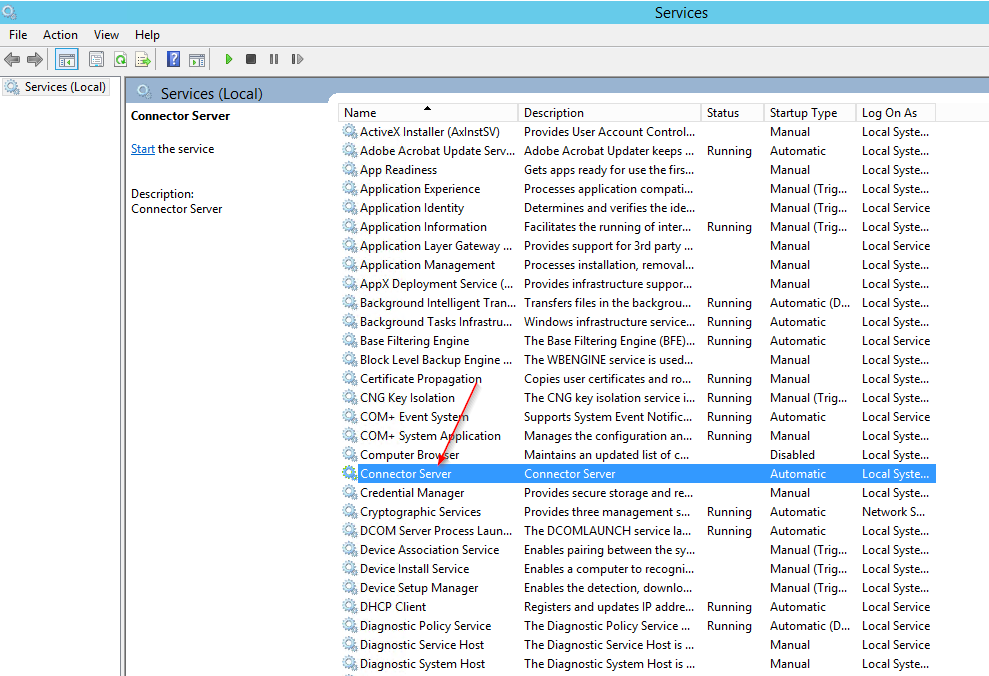 Services
File Action View Help
Services (Local)
Services (Local)
Connector Server
Start the service
Description:
Connector Server
Name Description Status Startup Type Log On As
ActiveX Installer (AxInstSV) Provides User Account Control... Manual Local Syste...
Adobe Acrobat Update Serv... Adobe Acrobat Updater keeps ... Running Automatic Local Syste...
App Readiness Gets apps ready for use the firs... Manual Local Syste...
Application Experience Processes application compati... Manual (Trig... Local Syste...
Application Identity Determines and verifies the ide... Manual (Trig... Local Service
Application Information Facilitates the running of inter... Running Manual (Trig... Local Syste...
Application Layer Gateway ... Provides support for 3rd party ... Manual Local Service
Application Management Processes installation, removal... Manual Local Syste...
AppX Deployment Service (... Provides infrastructure suppor... Manual Local Syste...
Background Intelligent Tran... Transfers files in the backgrou... Running Automatic (D... Local Syste...
Background Tasks Infrastru... Windows infrastructure service... Running Automatic Local Syste...
Base Filtering Engine The Base Filtering Engine (BFE)... Running Automatic Local Service
Block Level Backup Engine ... The WBENGINE service is used... Manual Local Syste...
Certificate Propagation Copies user certificates and ro... Running Manual Local Syste...
CNG Key Isolation The CNG key isolation service i... Running Manual (Trig... Local Syste...
COM+ Event System Supports System Event Notific... Running Automatic Local Service
COM+ System Application Manages the configuration an... Running Manual Local Syste...
Computer Browser Maintains an updated list of c... Disabled Local Syste...
Connector Server Connector Server Automatic Local Syste...
Credential Manager Provides secure storage and re... Manual Local Syste...
Cryptographic Services Provides three management s... Running Automatic Network S...
DCOM Server Process Laun... The DCOMLAUNCH service la... Running Automatic Local Syste...
Device Association Service Enables pairing between the sy... Manual (Trig... Local Syste...
Device Install Service Enables a computer to recogni... Manual (Trig... Local Syste...
Device Setup Manager Enables the detection, downlo... Manual (Trig... Local Syste...
DHCP Client Registers and updates IP addre... Running Automatic Local Service
Diagnostic Policy Service The Diagnostic Policy Service ... Running Automatic (D... Local Service
Diagnostic Service Host The Diagnostic Service Host is ... Manual Local Service
Diagnostic System Host The Diagnostic System Host is ... Manual Local Syste...